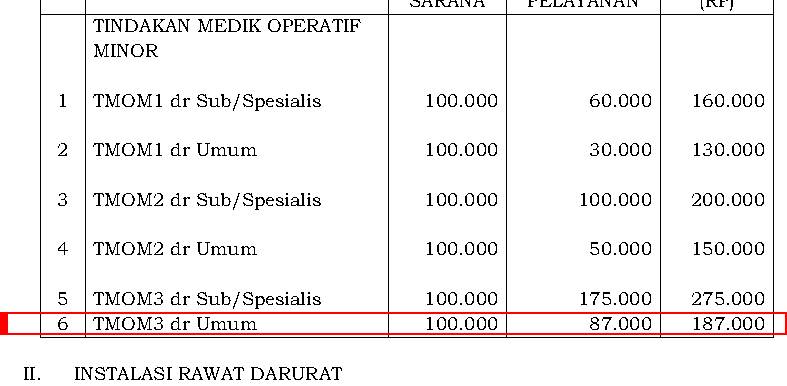 SARANA PELAYANAN (RP)
TINDAKAN MEDIK OPERATIF
MINOR
1 TMOM1 dr Sub/Spesialis 100.000 60.000 160.000
2 TMOM1 dr Umum 100.000 30.000 130.000
3 TMOM2 dr Sub/Spesialis 100.000 100.000 200.000
4 TMOM2 dr Umum 100.000 50.000 150.000
5 TMOM3 dr Sub/Spesialis 100.000 175.000 275.000
6 TMOM3 dr Umum 100.000 87.000 187.000
II. INSTALASI RAWAT DARURAT